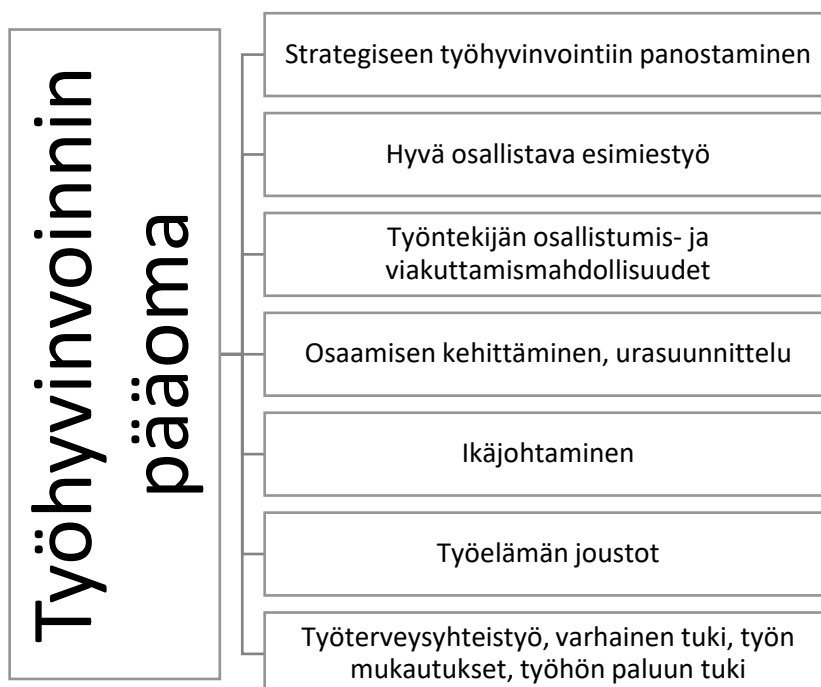 Työhyvinvoinnin
pääoma
Strategiseen työhyvinvointiin panostaminen
Hyvä osallistava esimiestyö
Työntekijän osallistumis- ja
viakuttamismahdollisuudet
Osaamisen kehittäminen, urasuunnittelu
Ikäjohtaminen
Työelämän joustot
Työterveysyhteistyö, varhainen tuki, työn
mukautukset, työhön paluun tuki